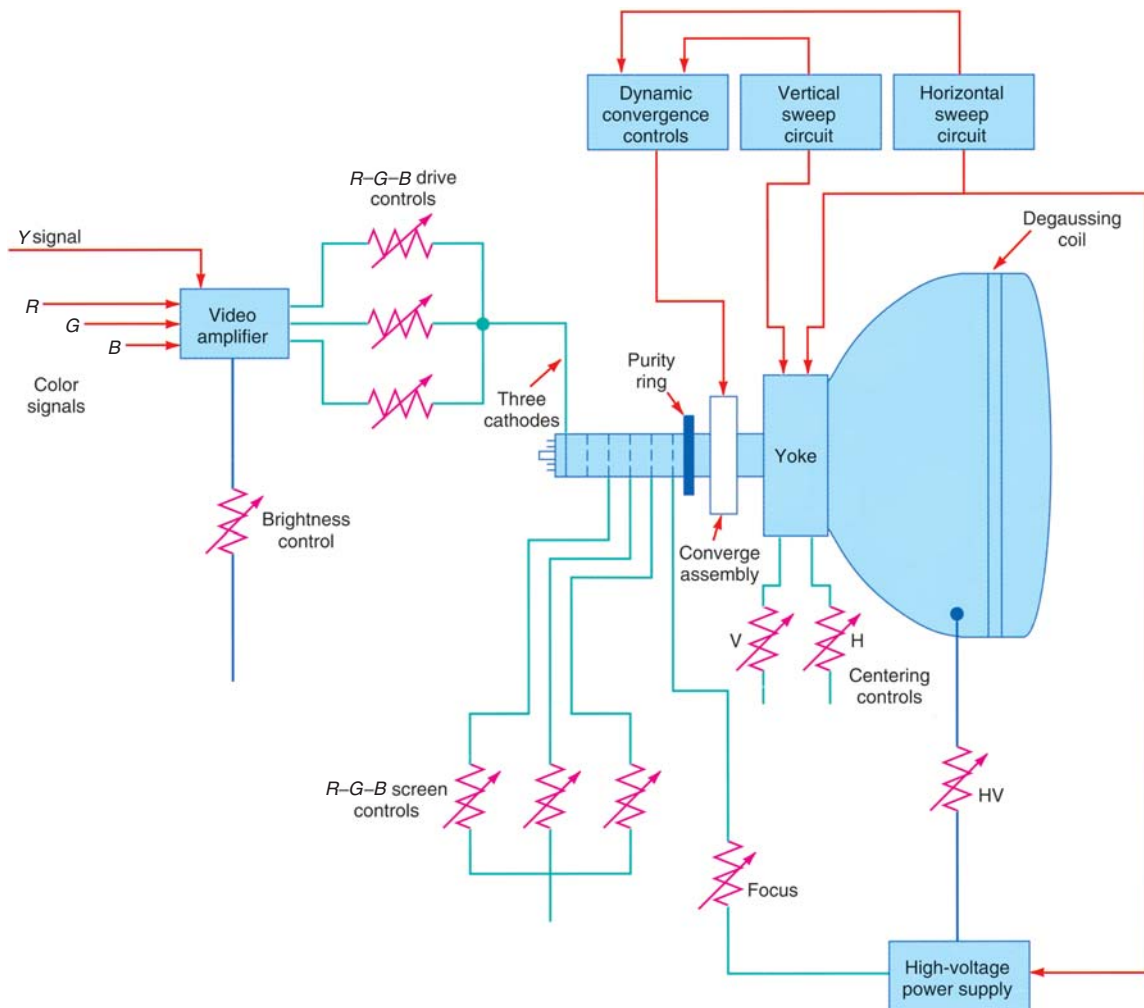 Dynamic
convergence
controls
Vertical
sweep
circuit
Horizontal
sweep
circuit
R–G–B drive
controls
Degaussing
coil
Y signal
R
G
B
Video
amplifier
Color
signals
Three
cathodes
Purity
ring
Yoke
Brightness
control
Converge
assembly
V
H
Centering
controls
R–G–B screen
controls
HV
Focus
High-voltage
power supply